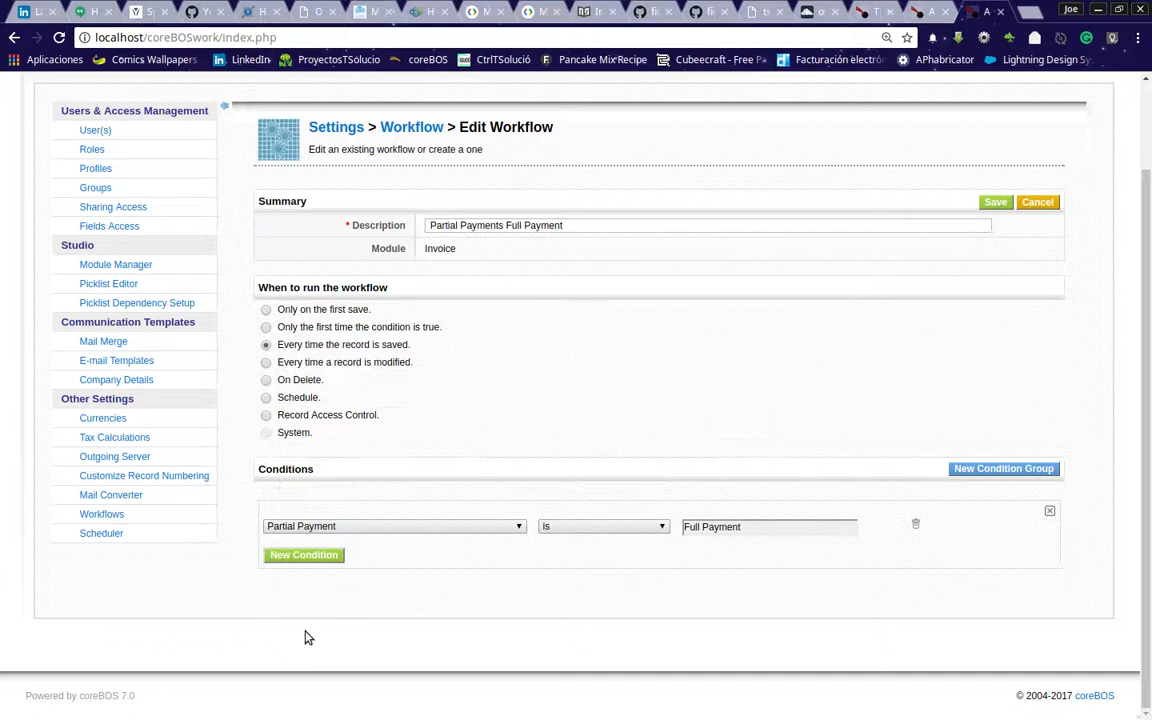 Joe
localhost/coreBOSwork/index.php
Aplicaciones
Comics Wallpapers
LinkedIn
ProyectosTSolucio
coreBOS
CtrlTSolució
Pancake Mix Recipe
Cubeecraft - Free P
Facturación electró
APhabricator
Lightning Design Sy
Users & Access Management
User(s)
Roles
Profiles
Groups
Sharing Access
Fields Access
Studio
Module Manager
Picklist Editor
Picklist Dependency Setup
Communication Templates
Mail Merge
E-mail Templates
Company Details
Other Settings
Currencies
Tax Calculations
Outgoing Server
Customize Record Numbering
Mail Converter
Workflows
Scheduler
Settings > Workflow > Edit Workflow
Edit an existing workflow or create a one
Summary
Save
Cancel
* Description
Partial Payments Full Payment
Module
Invoice
When to run the workflow
Only on the first save.
Only the first time the condition is true.
Every time the record is saved.
Every time a record is modified.
On Delete.
Schedule.
Record Access Control.
System.
Conditions
New Condition Group
Partial Payment
is
Full Payment
New Condition
Powered by coreBOS 7.0
© 2004-2017 coreBOS